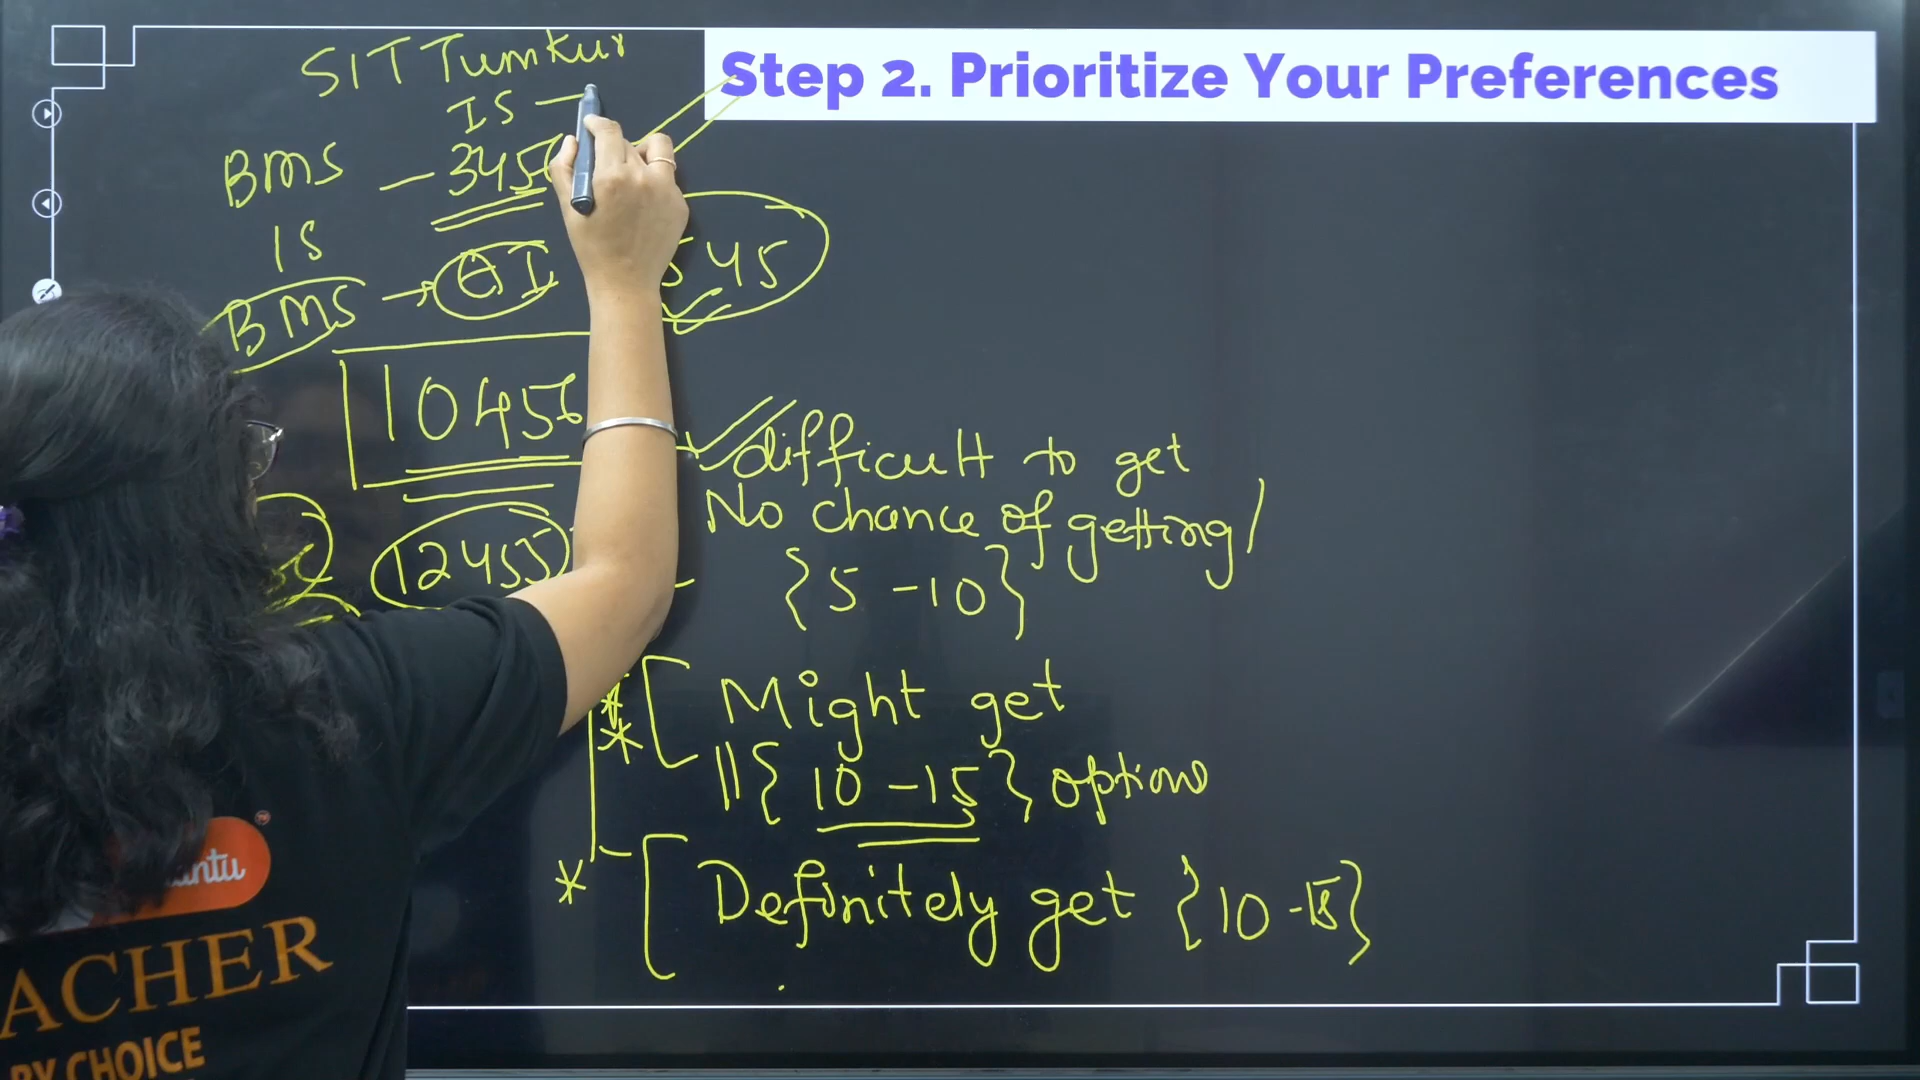 Step 2. Prioritize Your Preferences
SIT Tumkur
IS —
BMS — 345
IS
BMS → AI 545
10456
12455
difficult to get
No chance of getting/
{5 - 10}
* [ Might get
* || { 10 - 15 } options
* [ Definitely get { 10 - 15 }
ACHER
BY CHOICE